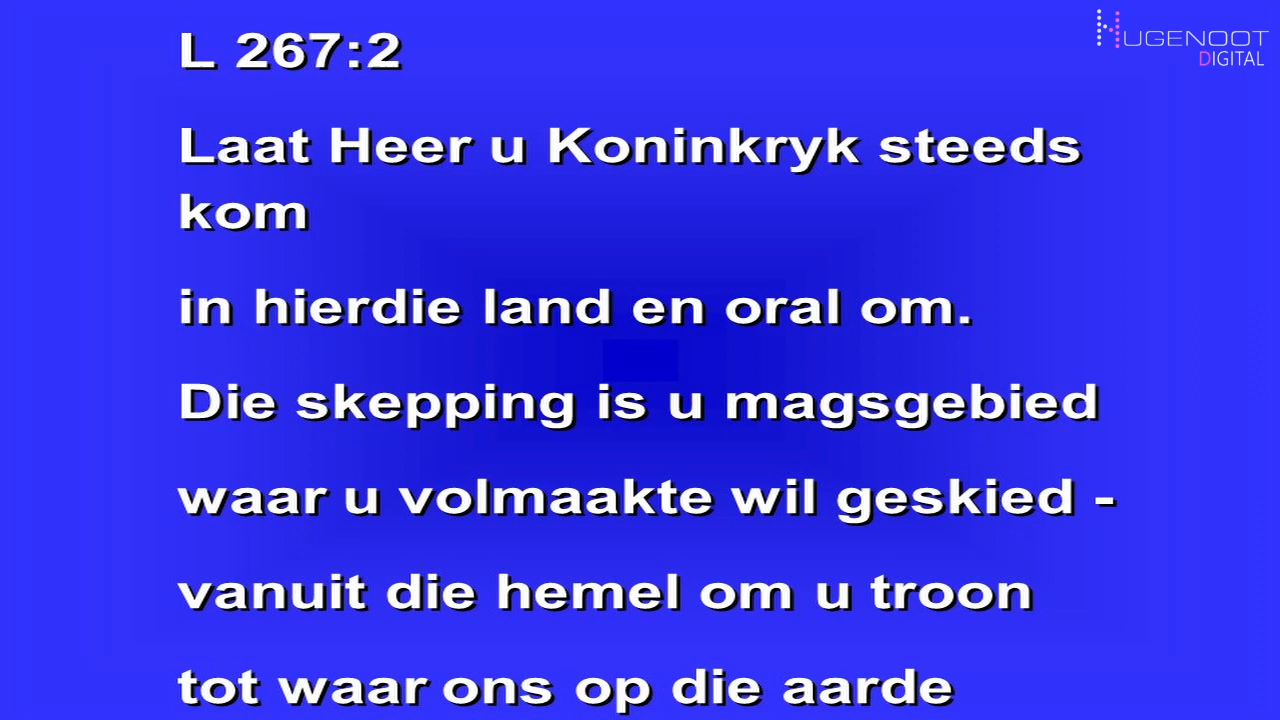 L 267:2
HUGENOOT
DIGITAL
Laat Heer u Koninkryk steeds
kom
in hierdie land en oral om.
Die skepping is u magsgebied
waar u volmaakte wil geskied -
vanuit die hemel om u troon
tot waar ons op die aarde